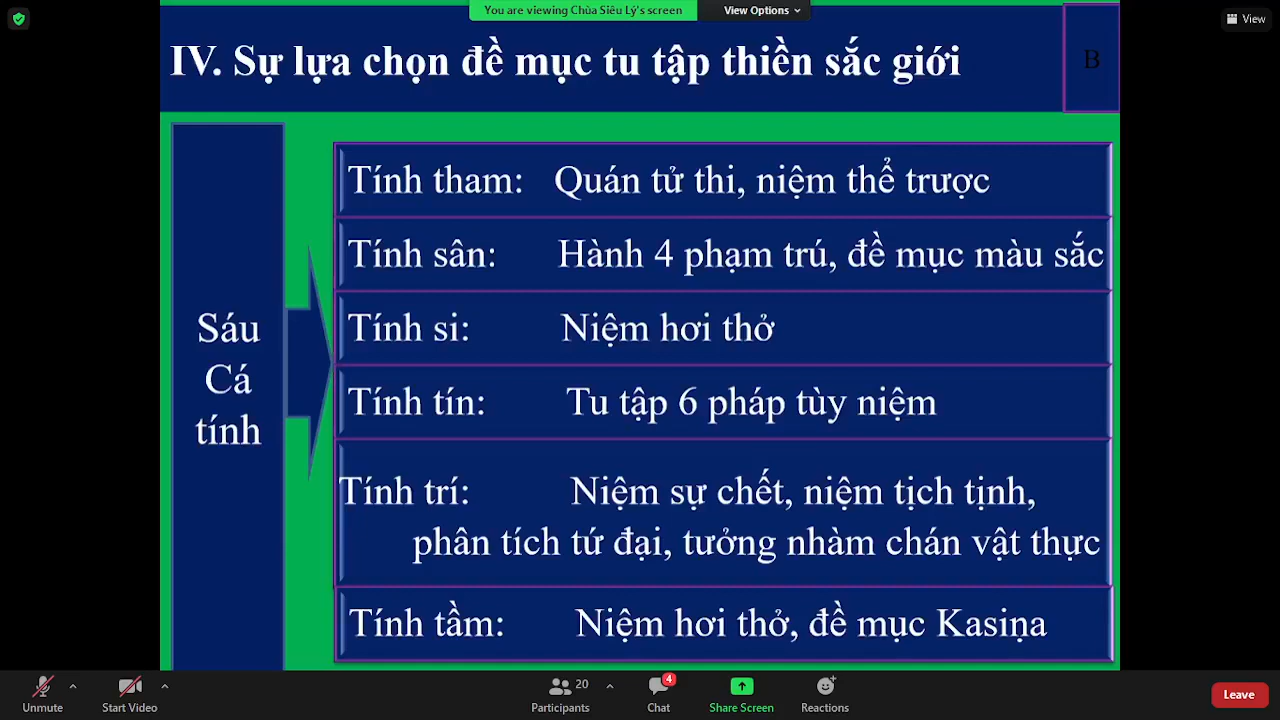 You are viewing Chùa Siêu Lý's screen
View Options
View
IV. Sự lựa chọn đề mục tu tập thiền sắc giới
B
Sáu
Cá
tính
Tính tham: Quán tử thi, niệm thể trược
Tính sân: Hành 4 phạm trú, đề mục màu sắc
Tính si: Niệm hơi thở
Tính tín: Tu tập 6 pháp tùy niệm
Tính trí: Niệm sự chết, niệm tịch tịnh,
phân tích tứ đại, tưởng nhàm chán vật thực
Tính tầm: Niệm hơi thở, đề mục Kasiṇa
Unmute
Start Video
20
Participants
4
Chat
Share Screen
Reactions
Leave